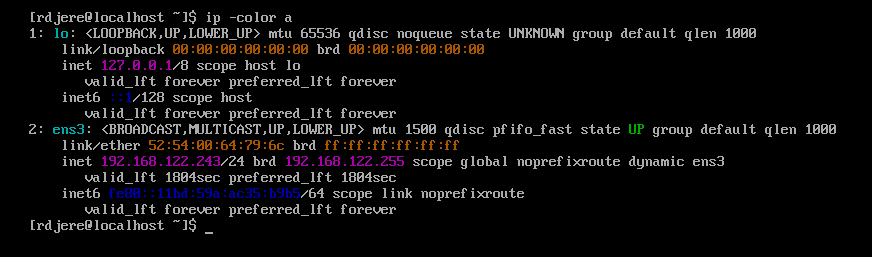 [rdjere@localhost ~]$ ip -color a
1: lo: <LOOPBACK,UP,LOWER_UP> mtu 65536 qdisc noqueue state UNKNOWN group default qlen 1000
link/loopback 00:00:00:00:00:00 brd 00:00:00:00:00:00
inet 127.0.0.1/8 scope host lo
valid_lft forever preferred_lft forever
inet6 ::1/128 scope host
valid_lft forever preferred_lft forever
2: ens3: <BROADCAST,MULTICAST,UP,LOWER_UP> mtu 1500 qdisc pfifo_fast state UP group default qlen 1000
link/ether 52:54:00:64:79:6c brd ff:ff:ff:ff:ff:ff
inet 192.168.122.243/24 brd 192.168.122.255 scope global noprefixroute dynamic ens3
valid_lft 1804sec preferred_lft 1804sec
inet6 fe80::11bd:59a:ae35:b9b5/64 scope link noprefixroute
valid_lft forever preferred_lft forever
[rdjere@localhost ~]$ _